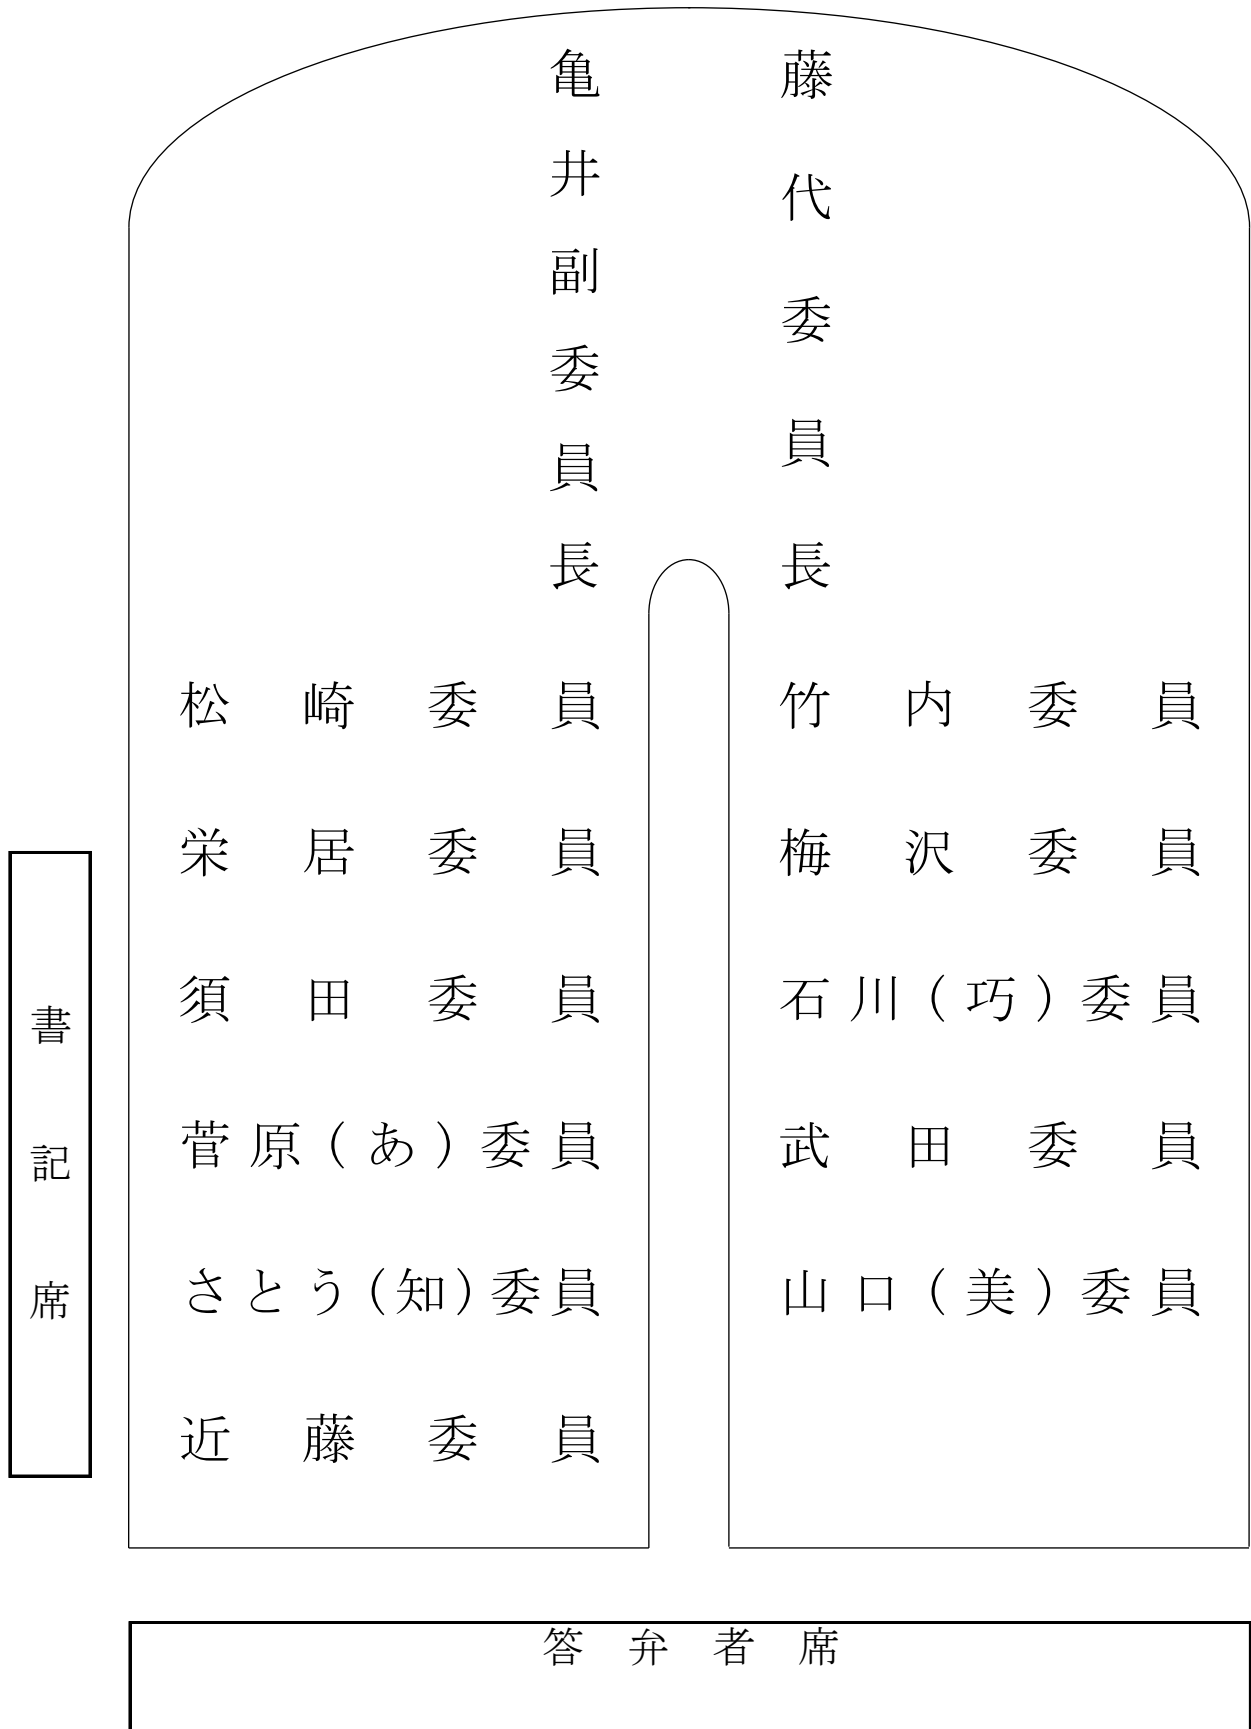 藤代委員長
亀井副委員長
松崎委員
竹内委員
栄居委員
梅沢委員
須田委員
石川(巧)委員
菅原(あ)委員
武田委員
さとう(知)委員
山口(美)委員
近藤委員
書記席
答弁者席